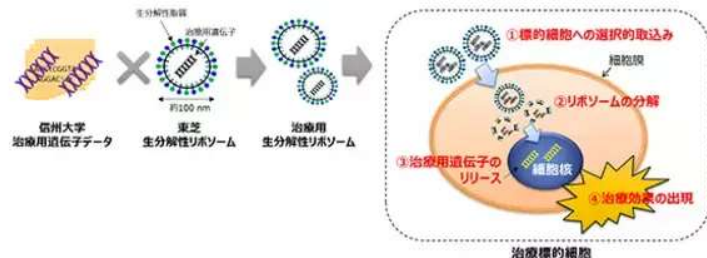 生分解性脂質
治療用遺伝子
約100 nm
信州大学
治療用遺伝子データ
東芝
生分解性リポソーム
治療用
生分解性リポソーム
①標的細胞への選択的取込み
細胞膜
②リポソームの分解
③治療用遺伝子の
リリース
細胞核
④治療効果の出現
治療標的細胞